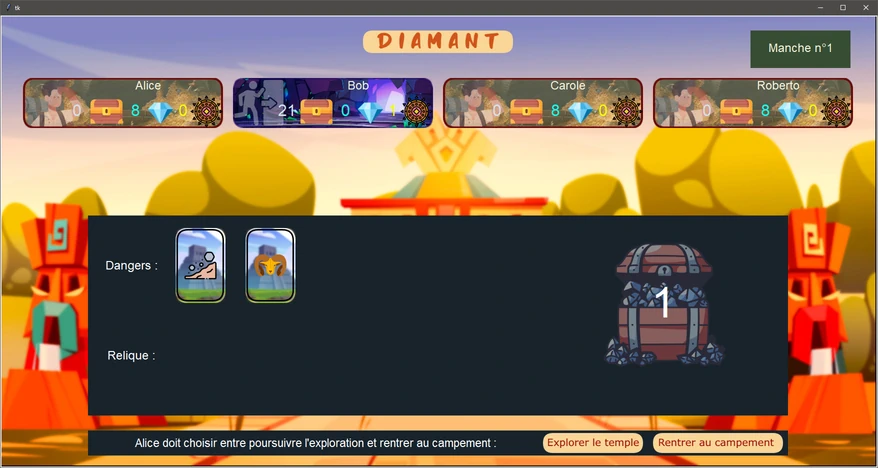 tk
DIAMANT
Manche n°1
Alice
0 8 0
Bob
21 0 1
Carole
0 8 0
Roberto
0 8 0
Dangers :
1
Relique :
Alice doit choisir entre poursuivre l'exploration et rentrer au campement :
Explorer le temple
Rentrer au campement